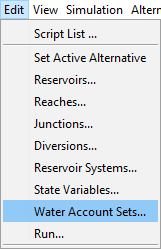 Edit View Simulation Altern
Script List ...
Set Active Alternative
Reservoirs...
Reaches...
Junctions...
Diversions...
Reservoir Systems...
State Variables...
Water Account Sets...
Run...